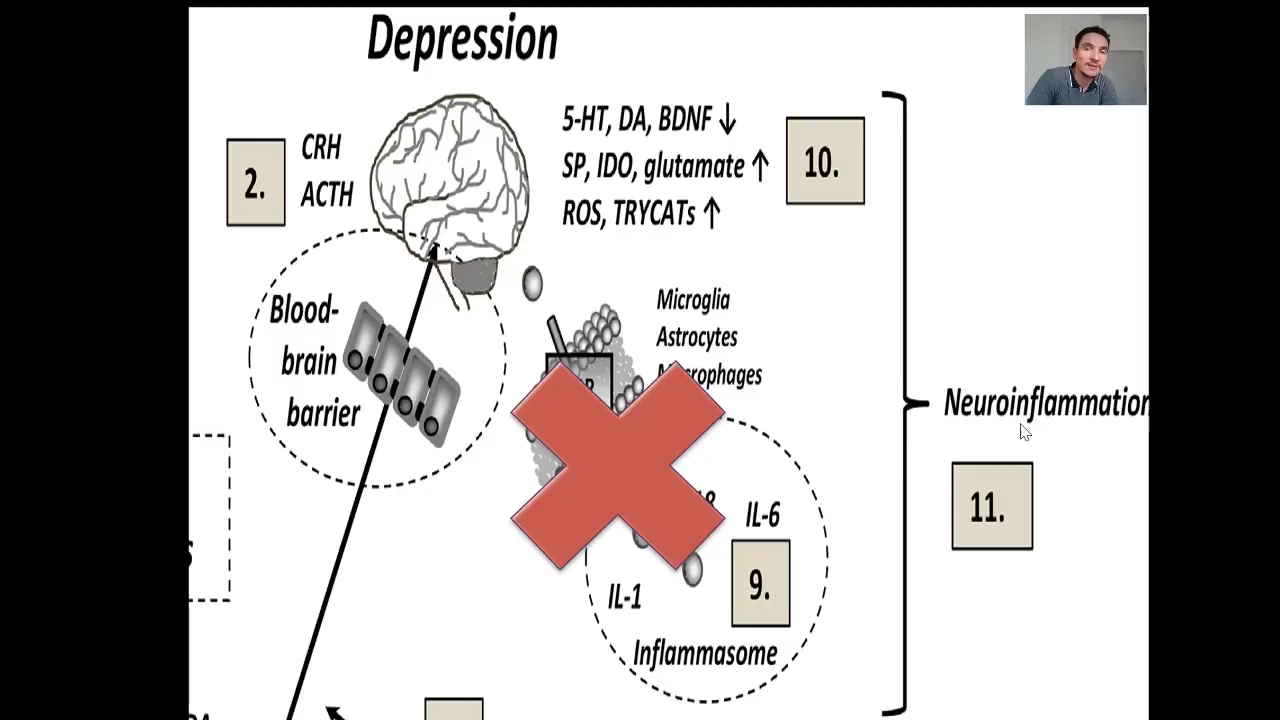 Depression
2.
CRH
ACTH
5-HT, DA, BDNF ↓
SP, IDO, glutamate ↑
ROS, TRYCATs ↑
10.
Blood-
brain
barrier
Microglia
Astrocytes
Neuroinflammation
11.
IL-6
9.
IL-1
Inflammasome